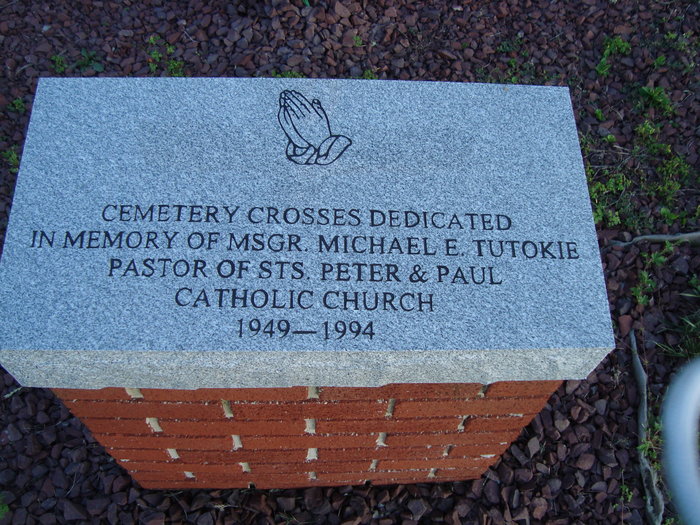 CEMETERY CROSSES DEDICATED
IN MEMORY OF MSGR. MICHAEL E. TUTOKIE
PASTOR OF STS. PETER & PAUL
CATHOLIC CHURCH
1949—1994